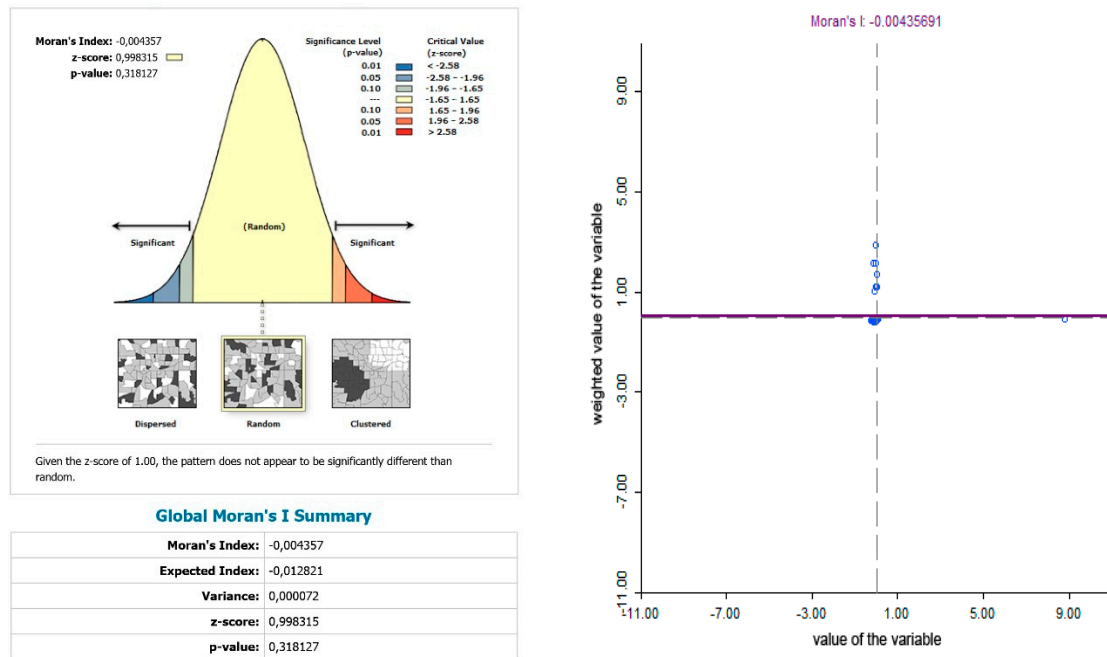 Moran's Index: -0,004357
z-score: 0,998315
p-value: 0,318127
Significance Level
(p-value)
Critical Value
(z-score)
0.01 < -2.58
0.05 -2.58 – -1.96
0.10 -1.96 – -1.65
--- -1.65 – 1.65
0.10 1.65 – 1.96
0.05 1.96 – 2.58
0.01 > 2.58
Significant
(Random)
Significant
Dispersed
Random
Clustered
Given the z-score of 1.00, the pattern does not appear to be significantly different than
random.
Global Moran's I Summary
Moran's Index: -0,004357
Expected Index: -0,012821
Variance: 0,000072
z-score: 0,998315
p-value: 0,318127
Moran's I: -0.00435691
weighted value of the variable
9.00
5.00
1.00
-3.00
-7.00
-11.00
-11.00 -7.00 -3.00 1.00 5.00 9.00
value of the variable